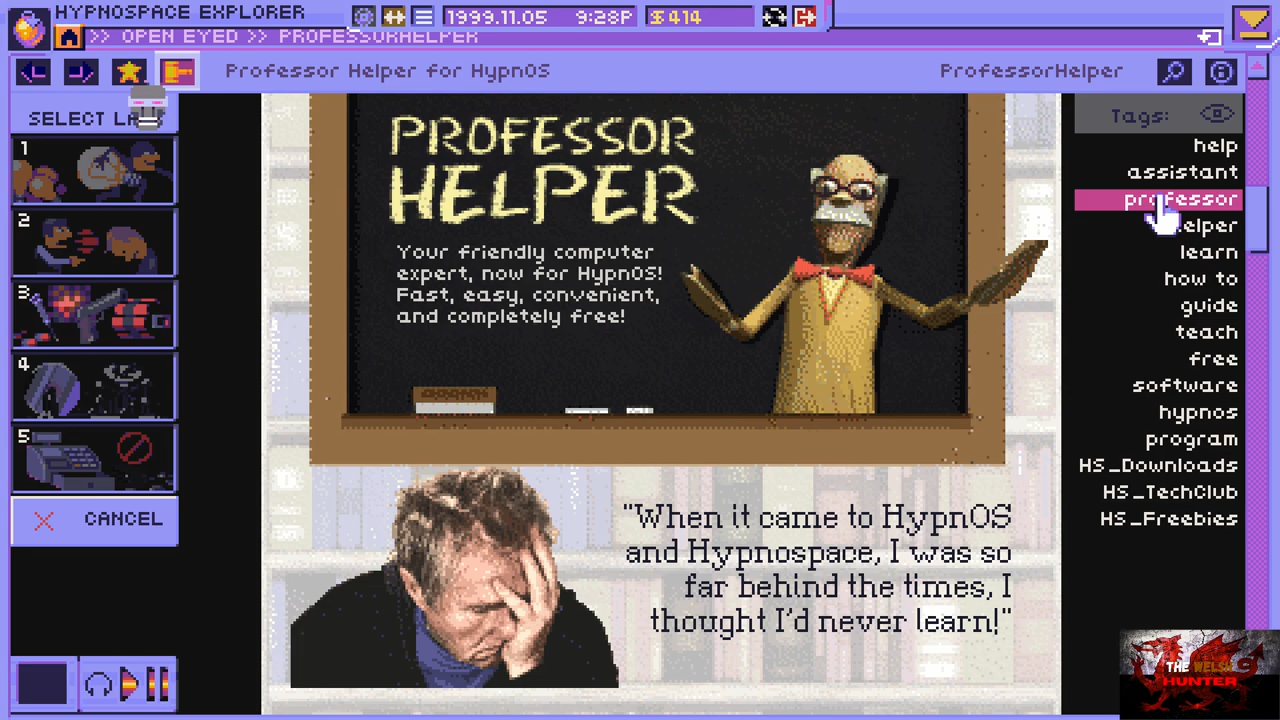 HYPNOSPACE EXPLORER
1999.11.05 9:28P
414
>> OPEN EYED >> PROFESSORHELPER
Professor Helper for HypnOS
ProfessorHelper
SELECT
1
2
3
4
5
CANCEL
PROFESSOR
HELPER
Your friendly computer
expert, now for HypnOS!
Fast, easy, convenient,
and completely free!
"When it came to HypnOS
and Hypnospace, I was so
far behind the times, I
thought I'd never learn!"
Tags:
help
assistant
professor
learn
how to
guide
teach
free
software
hypnos
program
HS_Downloads
HS_TechClub
HS_Freebies
THE WELSH
HUNTER